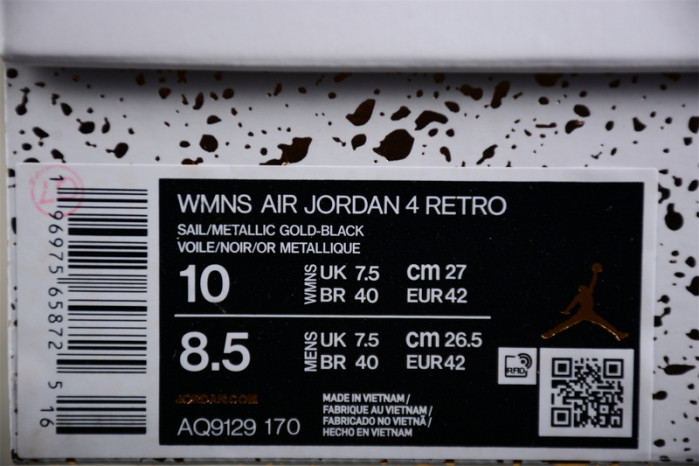 WMNS AIR JORDAN 4 RETRO
SAIL/METALLIC GOLD-BLACK
VOILE/NOIR/OR METALLIQUE
10 WMNS UK 7.5 cm 27
BR 40 EUR 42
8.5 MENS UK 7.5 cm 26.5
BR 40 EUR 42
JORDAN.COM
AQ9129 170
MADE IN VIETNAM/
FABRIQUE AU VIETNAM/
FABRICADO NO VIETNÃ/
HECHO EN VIETNAM
RFID
1 96975 65872 5 16